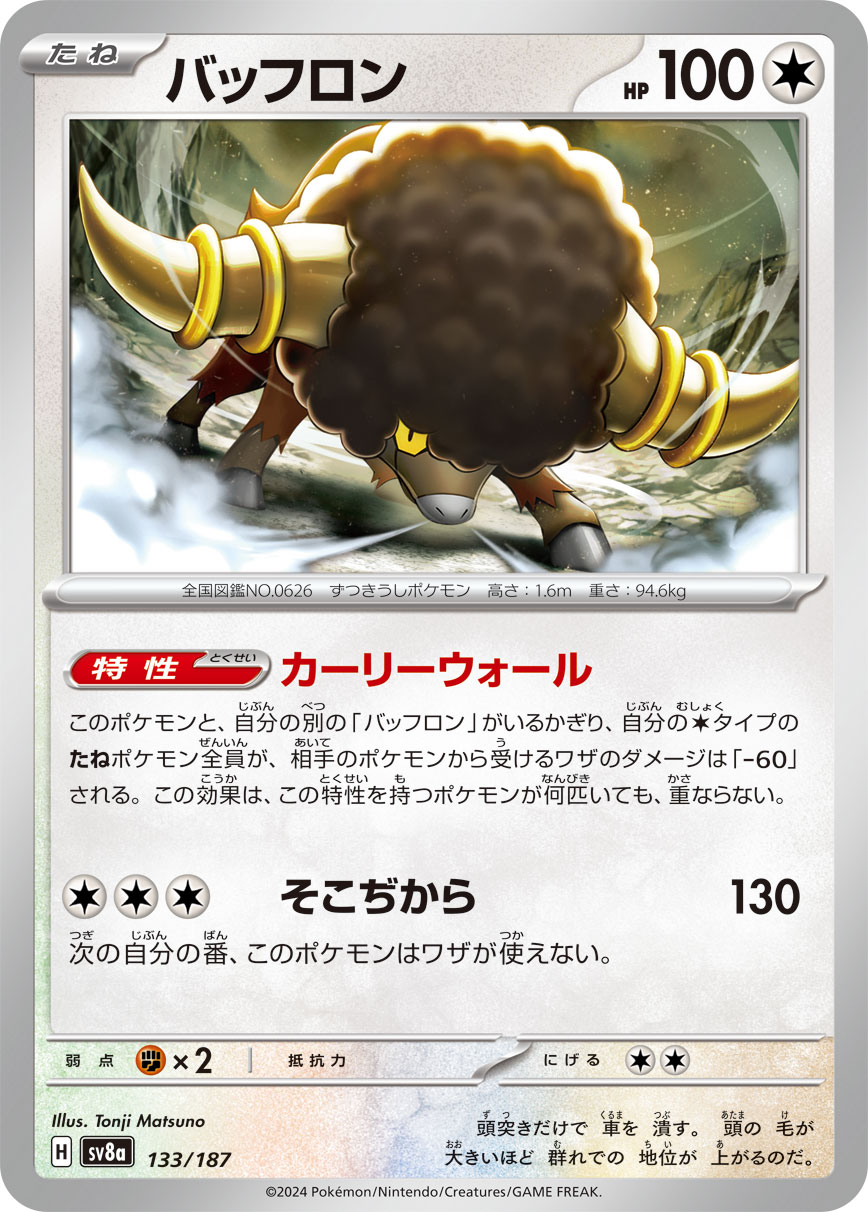 たね
バッフロン
HP 100
全国図鑑NO.0626 ずつきうしポケモン 高さ:1.6m 重さ:94.6kg
特性 とくせい カーリーウォール
このポケモンと、自分の別の「バッフロン」がいるかぎり、自分の タイプの
たねポケモン全員が、相手のポケモンから受けるワザのダメージは「-60」
される。この効果は、この特性を持つポケモンが何匹いても、重ならない。
そこぢから 130
次の自分の番、このポケモンはワザが使えない。
弱点 ×2 抵抗力 にげる
Illus. Tonji Matsuno
頭突きだけで 車を 潰す。 頭の 毛が
大きいほど 群れでの 地位が 上がるのだ。
H sv8a 133/187
©2024 Pokémon/Nintendo/Creatures/GAME FREAK.